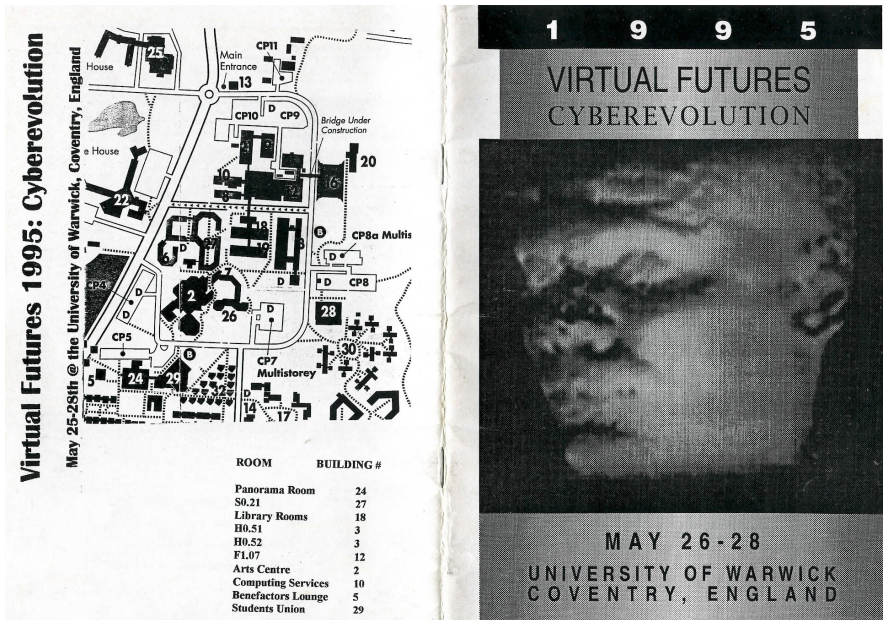 Virtual Futures 1995: Cyberevolution
May 25-28th @ the University of Warwick, Coventry, England
25
House
Main
Entrance
13
CP11
D
CP10
CP9
Bridge Under
Construction
20
e House
10
16
22
18
19
3
B
CP8a Multis
D
6
D
27
7
D
D
CP8
CP4
D
2
26
D
28
D
CP5
CP7
Multistorey
30
B
5
24
29
12
D
14
17
ROOM BUILDING #
Panorama Room 24
S0.21 27
Library Rooms 18
H0.51 3
H0.52 3
F1.07 12
Arts Centre 2
Computing Services 10
Benefactors Lounge 5
Students Union 29
1 9 9 5
VIRTUAL FUTURES
CYBEREVOLUTION
MAY 26-28
UNIVERSITY OF WARWICK
COVENTRY, ENGLAND